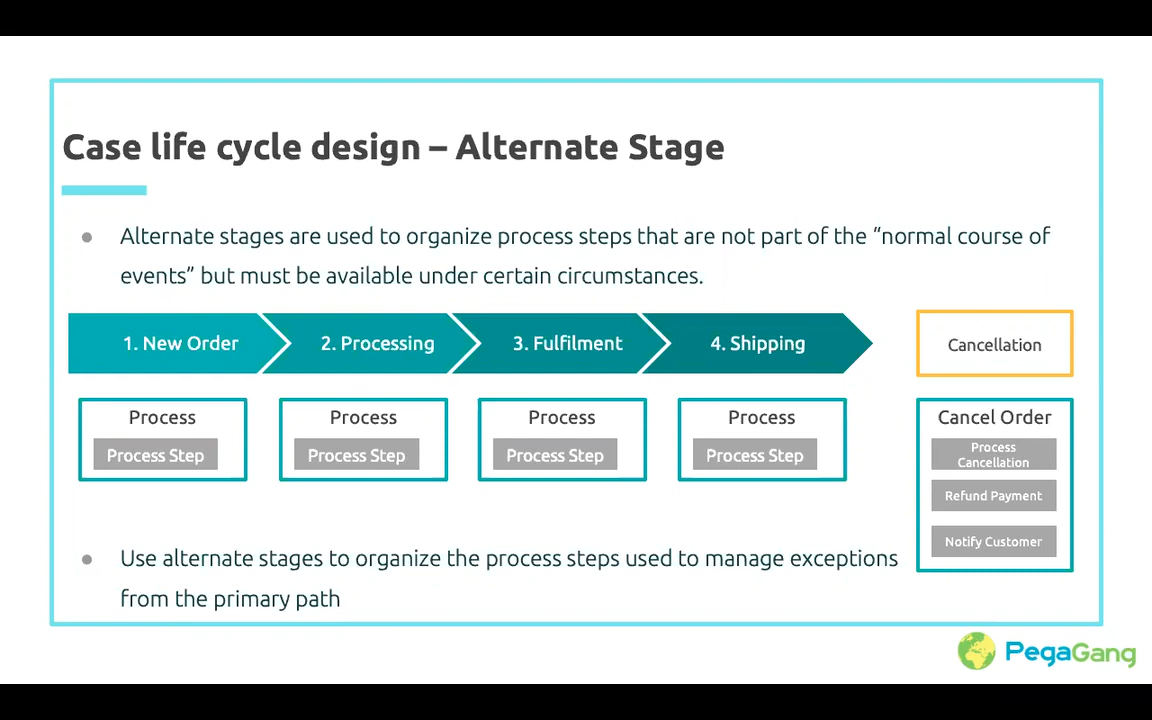 Case life cycle design – Alternate Stage
Alternate stages are used to organize process steps that are not part of the “normal course of
events” but must be available under certain circumstances.
1. New Order
2. Processing
3. Fulfilment
4. Shipping
Cancellation
Process
Process Step
Process
Process Step
Process
Process Step
Process
Process Step
Cancel Order
Process
Cancellation
Refund Payment
Notify Customer
Use alternate stages to organize the process steps used to manage exceptions
from the primary path
PegaGang